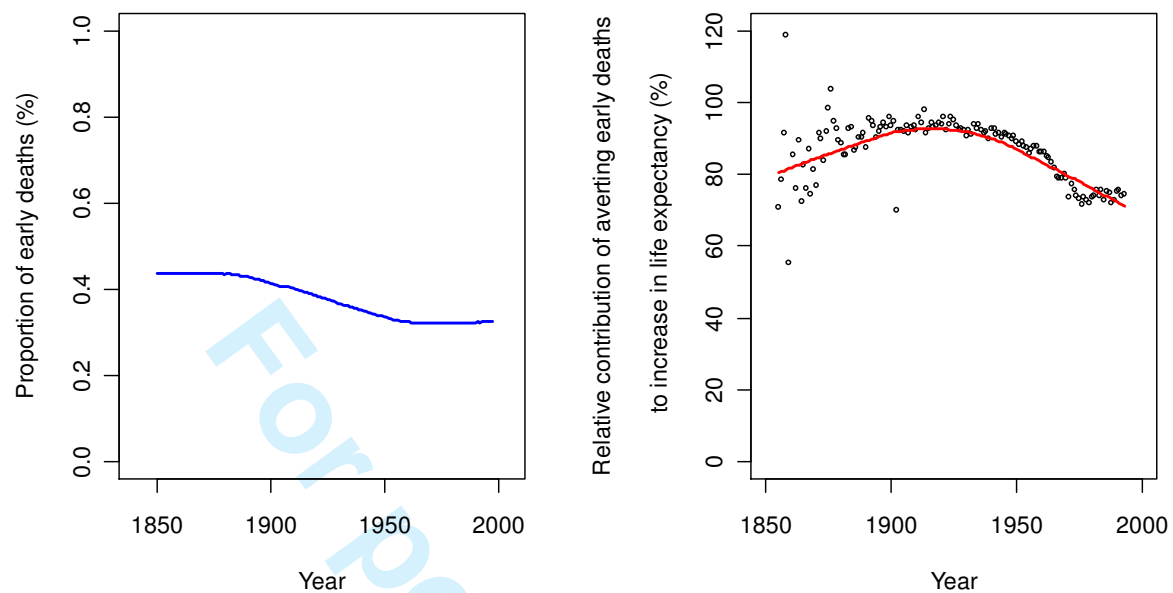 Proportion of early deaths (%)
1.0
0.8
0.6
0.4
0.2
0.0
1850 1900 1950 2000
Year
Relative contribution of averting early deaths
to increase in life expectancy (%)
120
100
80
60
40
20
0
1850 1900 1950 2000
Year
For pe